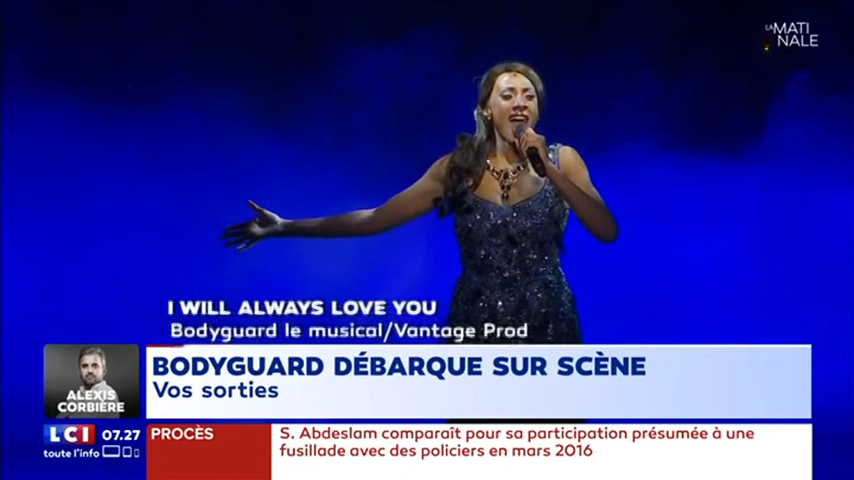 LA MATI
NALE
I WILL ALWAYS LOVE YOU
Bodyguard le musical/Vantage Prod
BODYGUARD DÉBARQUE SUR SCÈNE
Vos sorties
ALEXIS
CORBIÈRE
LCI 07.27
toute l'info
PROCÈS
S. Abdeslam comparaît pour sa participation présumée à une
fusillade avec des policiers en mars 2016